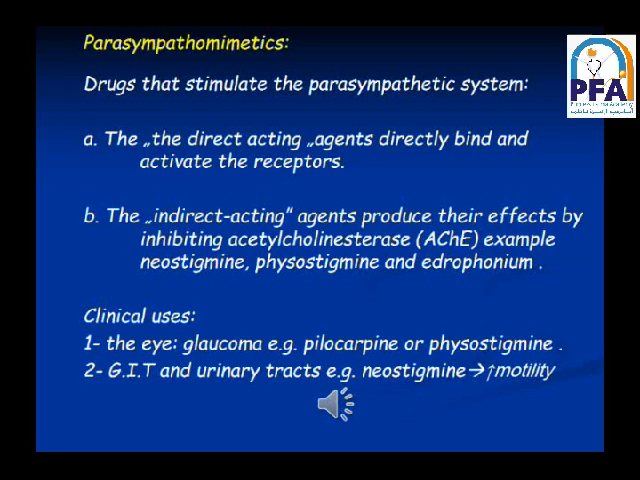 Parasympathomimetics:
PFA
Drugs that stimulate the parasympathetic system:
a. The „the direct acting „agents directly bind and
activate the receptors.
b. The „indirect-acting” agents produce their effects by
inhibiting acetylcholinesterase (AChE) example
neostigmine, physostigmine and edrophonium .
Clinical uses:
1- the eye: glaucoma e.g. pilocarpine or physostigmine .
2- G.I.T and urinary tracts e.g. neostigmine→↑motility